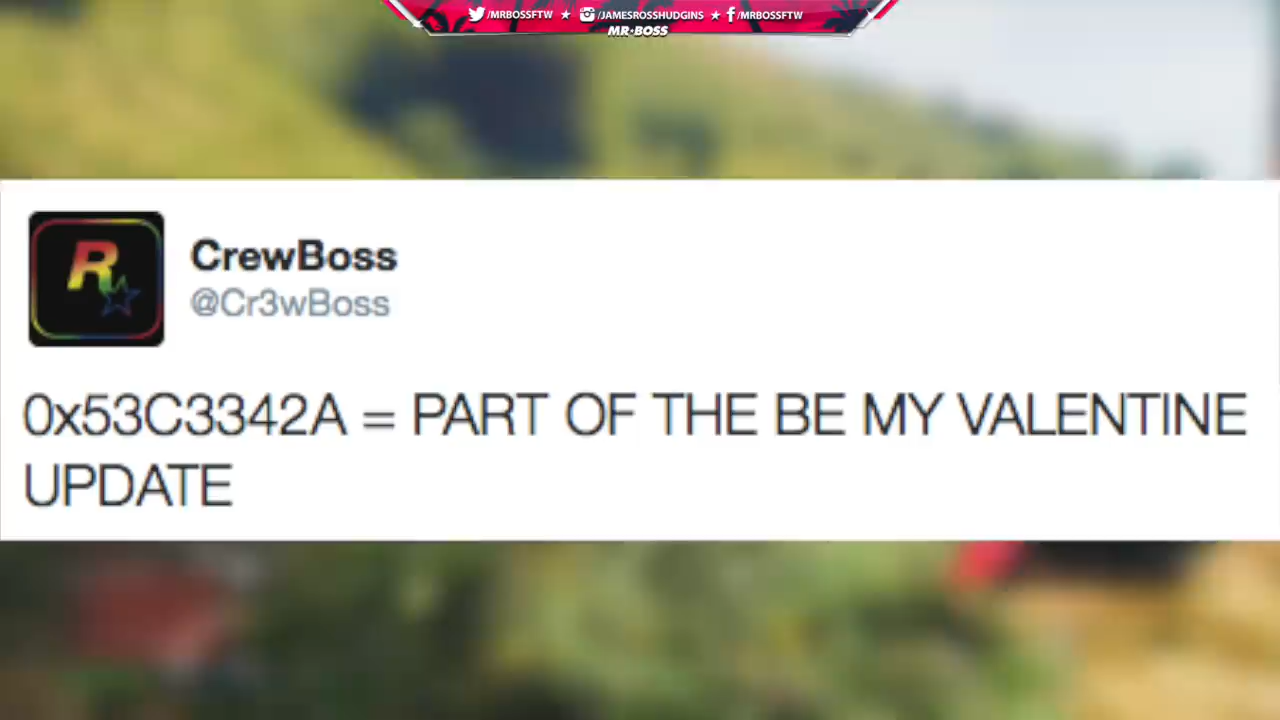 /MRBOSSFTW ★ /JAMESROSSHUDGINS ★ /MRBOSSFTW
MR•BOSS
R
CrewBoss
@Cr3wBoss
0x53C3342A = PART OF THE BE MY VALENTINE
UPDATE